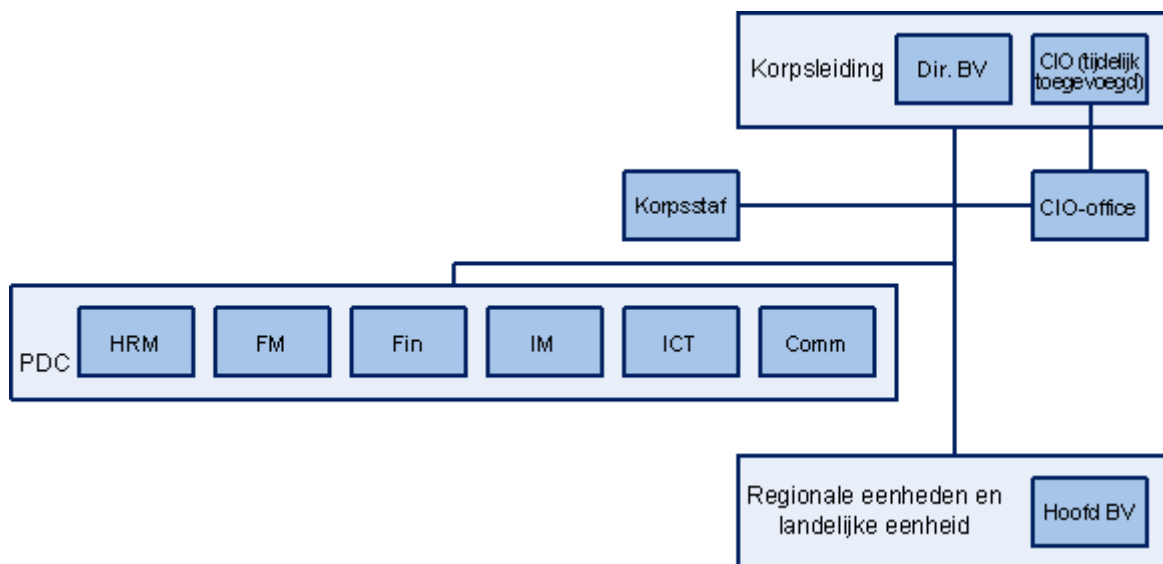 Korpsleiding
Dir. BV
CIO (tijdelijk
toegevoegd)
Korpsstaf
CIO-office
PDC
HRM
FM
Fin
IM
ICT
Comm
Regionale eenheden en
landelijke eenheid
Hoofd BV